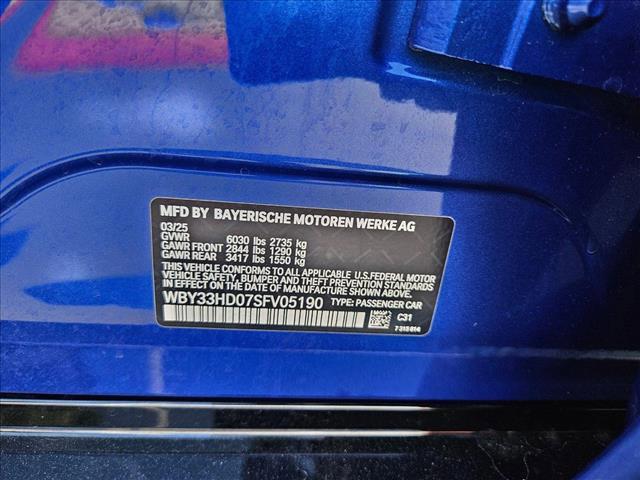 MFD BY BAYERISCHE MOTOREN WERKE AG
03/25
GVWR 6030 lbs 2735 kg
GAWR FRONT 2844 lbs 1290 kg
GAWR REAR 3417 lbs 1550 kg
THIS VEHICLE CONFORMS TO ALL APPLICABLE U.S. FEDERAL MOTOR
VEHICLE SAFETY, BUMPER AND THEFT PREVENTION STANDARDS
IN EFFECT ON THE DATE OF MANUFACTURE SHOWN ABOVE.
WBY33HD07SFV05190 TYPE: PASSENGER CAR
C31